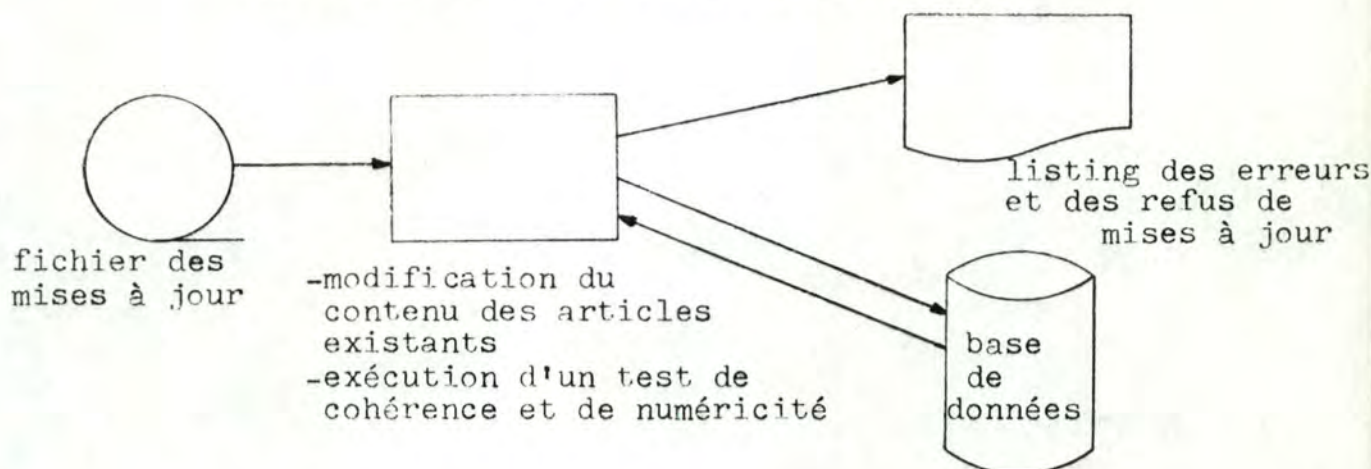 fichier des
mises à jour
-modification du
contenu des articles
existants
-exécution d'un test de
cohérence et de numéricité
listing des erreurs
et des refus de
mises à jour
base
de
données